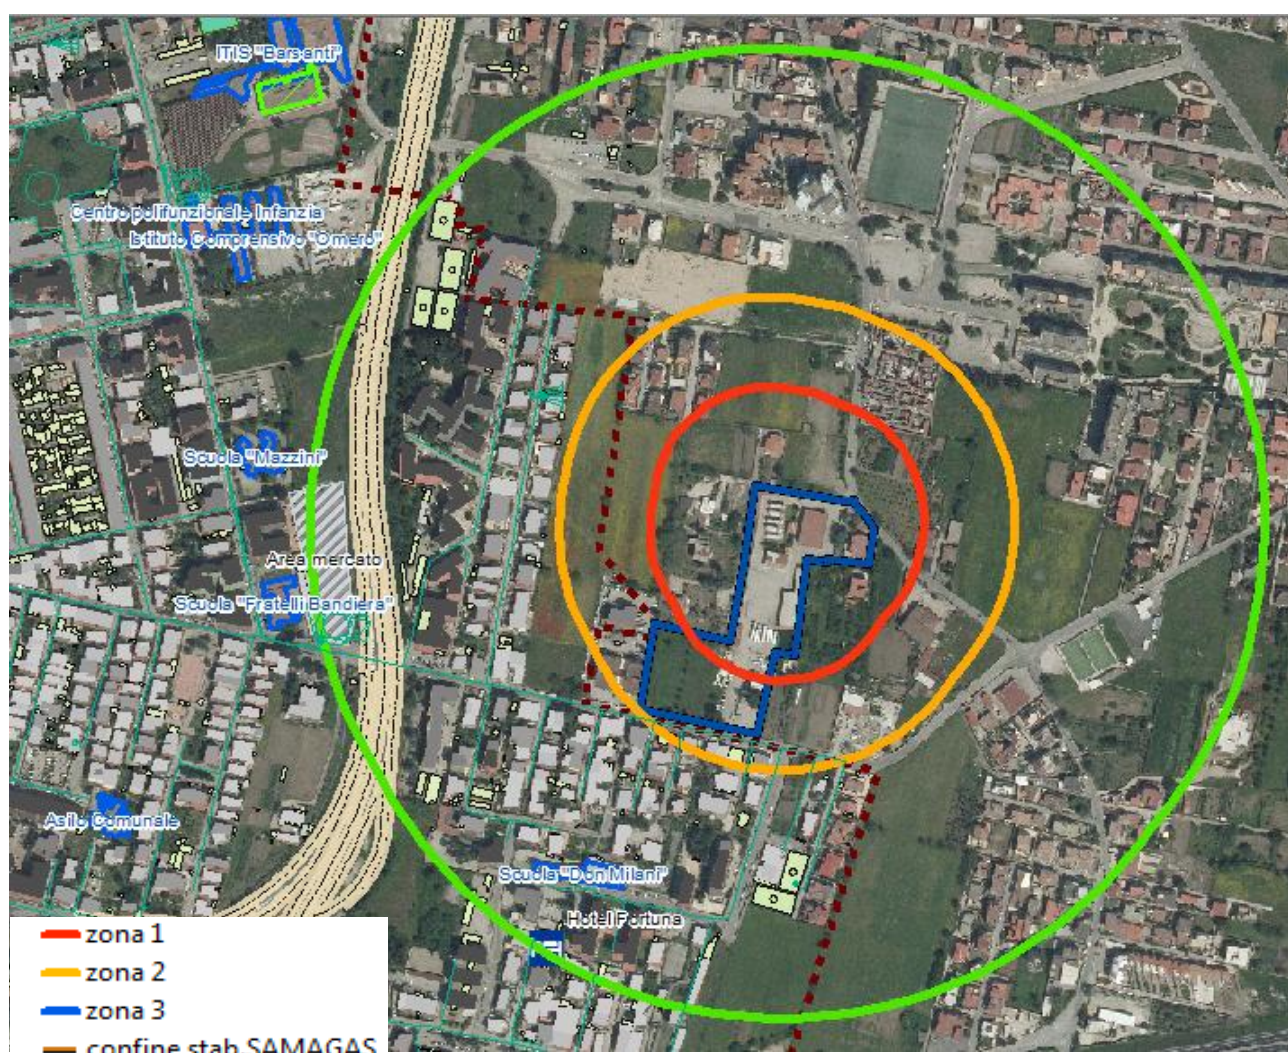 ITIS "Barsanti"
Centro polifunzionale Infanzia
Istituto Comprensivo "Omero"
Scuola "Mazzini"
Area mercato
Scuola "Fratelli Bandiera"
Asilo Comunale
Scuola "Don Milani"
Hotel Fortuna
zona 1
zona 2
zona 3
confine stab SAMAGAS